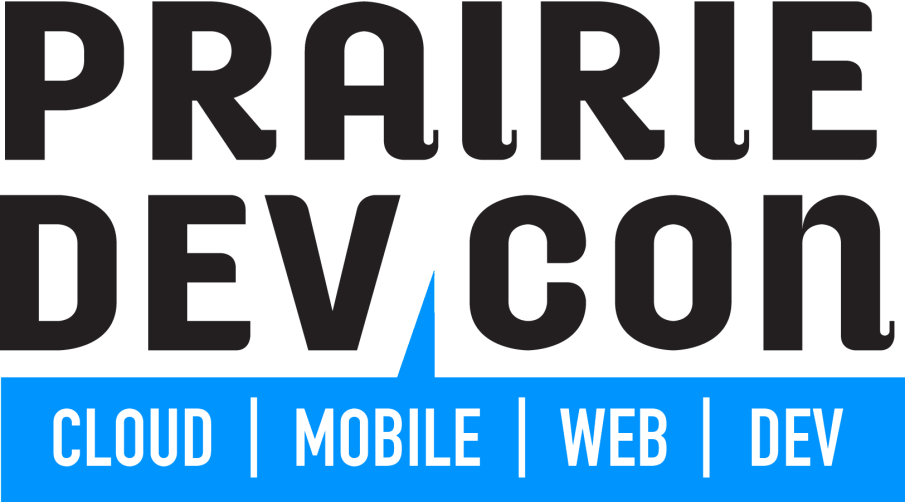 PRAIRIE
DEV CON
CLOUD | MOBILE | WEB | DEV